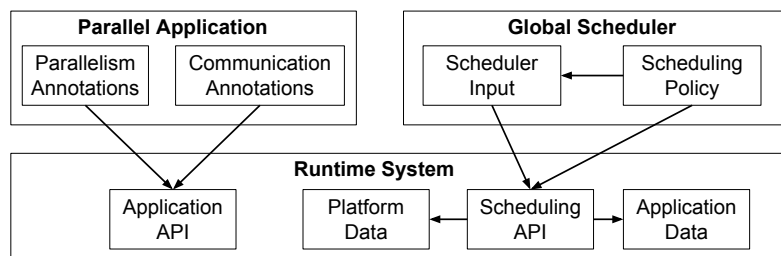 Parallel Application
Parallelism
Annotations
Communication
Annotations
Global Scheduler
Scheduler
Input
Scheduling
Policy
Runtime System
Application
API
Platform
Data
Scheduling
API
Application
Data